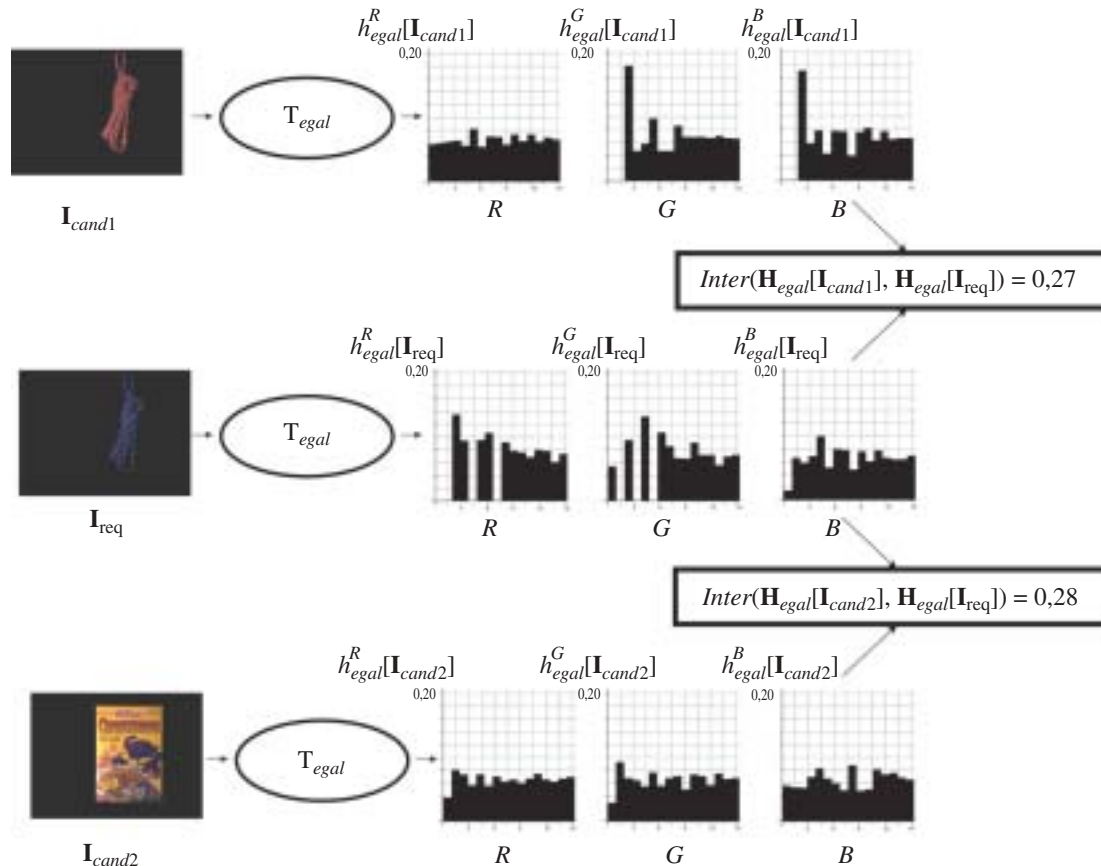 h^R_egal[I_cand1] h^G_egal[I_cand1] h^B_egal[I_cand1]
0,20 0,20 0,20
T_egal
R G B
I_cand1
Inter(H_egal[I_cand1], H_egal[I_req]) = 0,27
h^R_egal[I_req] h^G_egal[I_req] h^B_egal[I_req]
0,20 0,20 0,20
T_egal
R G B
I_req
Inter(H_egal[I_cand2], H_egal[I_req]) = 0,28
h^R_egal[I_cand2] h^G_egal[I_cand2] h^B_egal[I_cand2]
0,20 0,20 0,20
T_egal
R G B
I_cand2